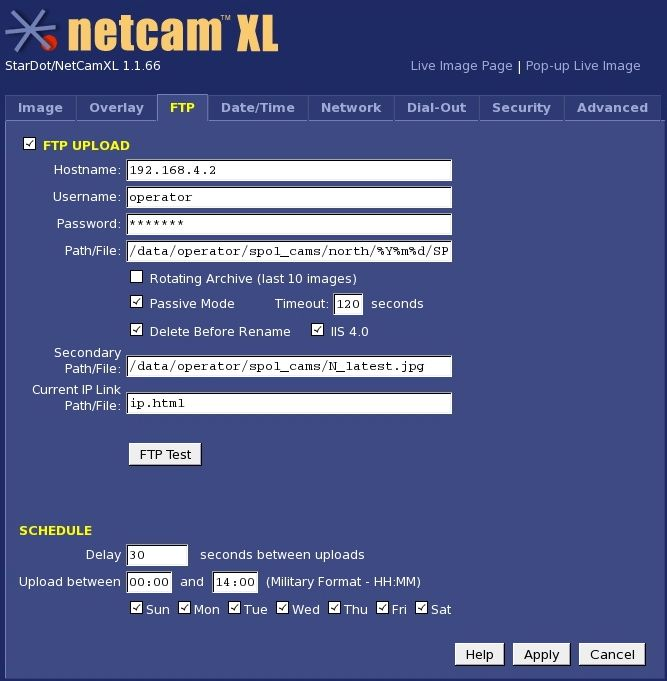 netcam™ XL
StarDot/NetCamXL 1.1.66
Live Image Page | Pop-up Live Image
Image Overlay FTP Date/Time Network Dial-Out Security Advanced
FTP UPLOAD
Hostname: 192.168.4.2
Username: operator
Password: *******
Path/File: /data/operator/spol_cams/north/%Y%m%d/SP
Rotating Archive (last 10 images)
Passive Mode Timeout: 120 seconds
Delete Before Rename IIS 4.0
Secondary
Path/File: /data/operator/spol_cams/N_latest.jpg
Current IP Link
Path/File: ip.html
FTP Test
SCHEDULE
Delay 30 seconds between uploads
Upload between 00:00 and 14:00 (Military Format - HH:MM)
Sun Mon Tue Wed Thu Fri Sat
Help Apply Cancel